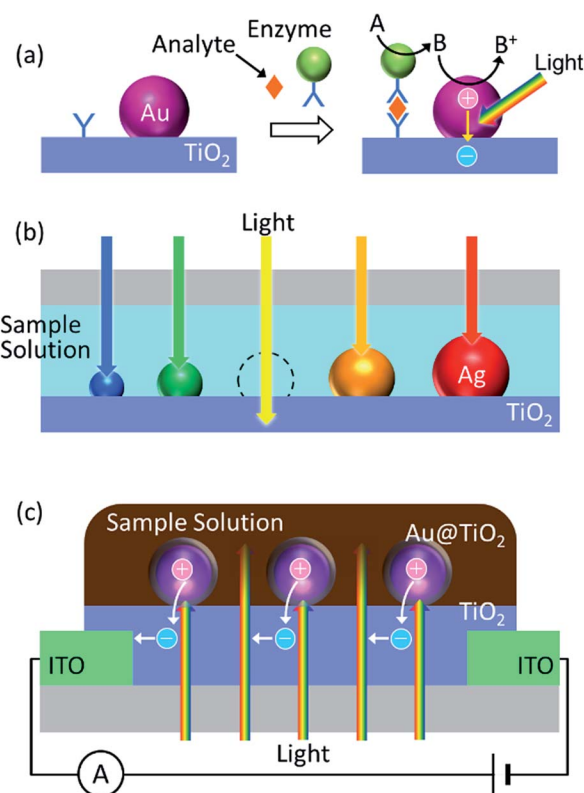 (a)
Analyte
Enzyme
A
B
B⁺
Light
Au
TiO₂
+
−
(b)
Light
Sample
Solution
Ag
TiO₂
(c)
Sample Solution
Au@TiO₂
+
+
+
TiO₂
−
−
−
ITO
ITO
Light
A